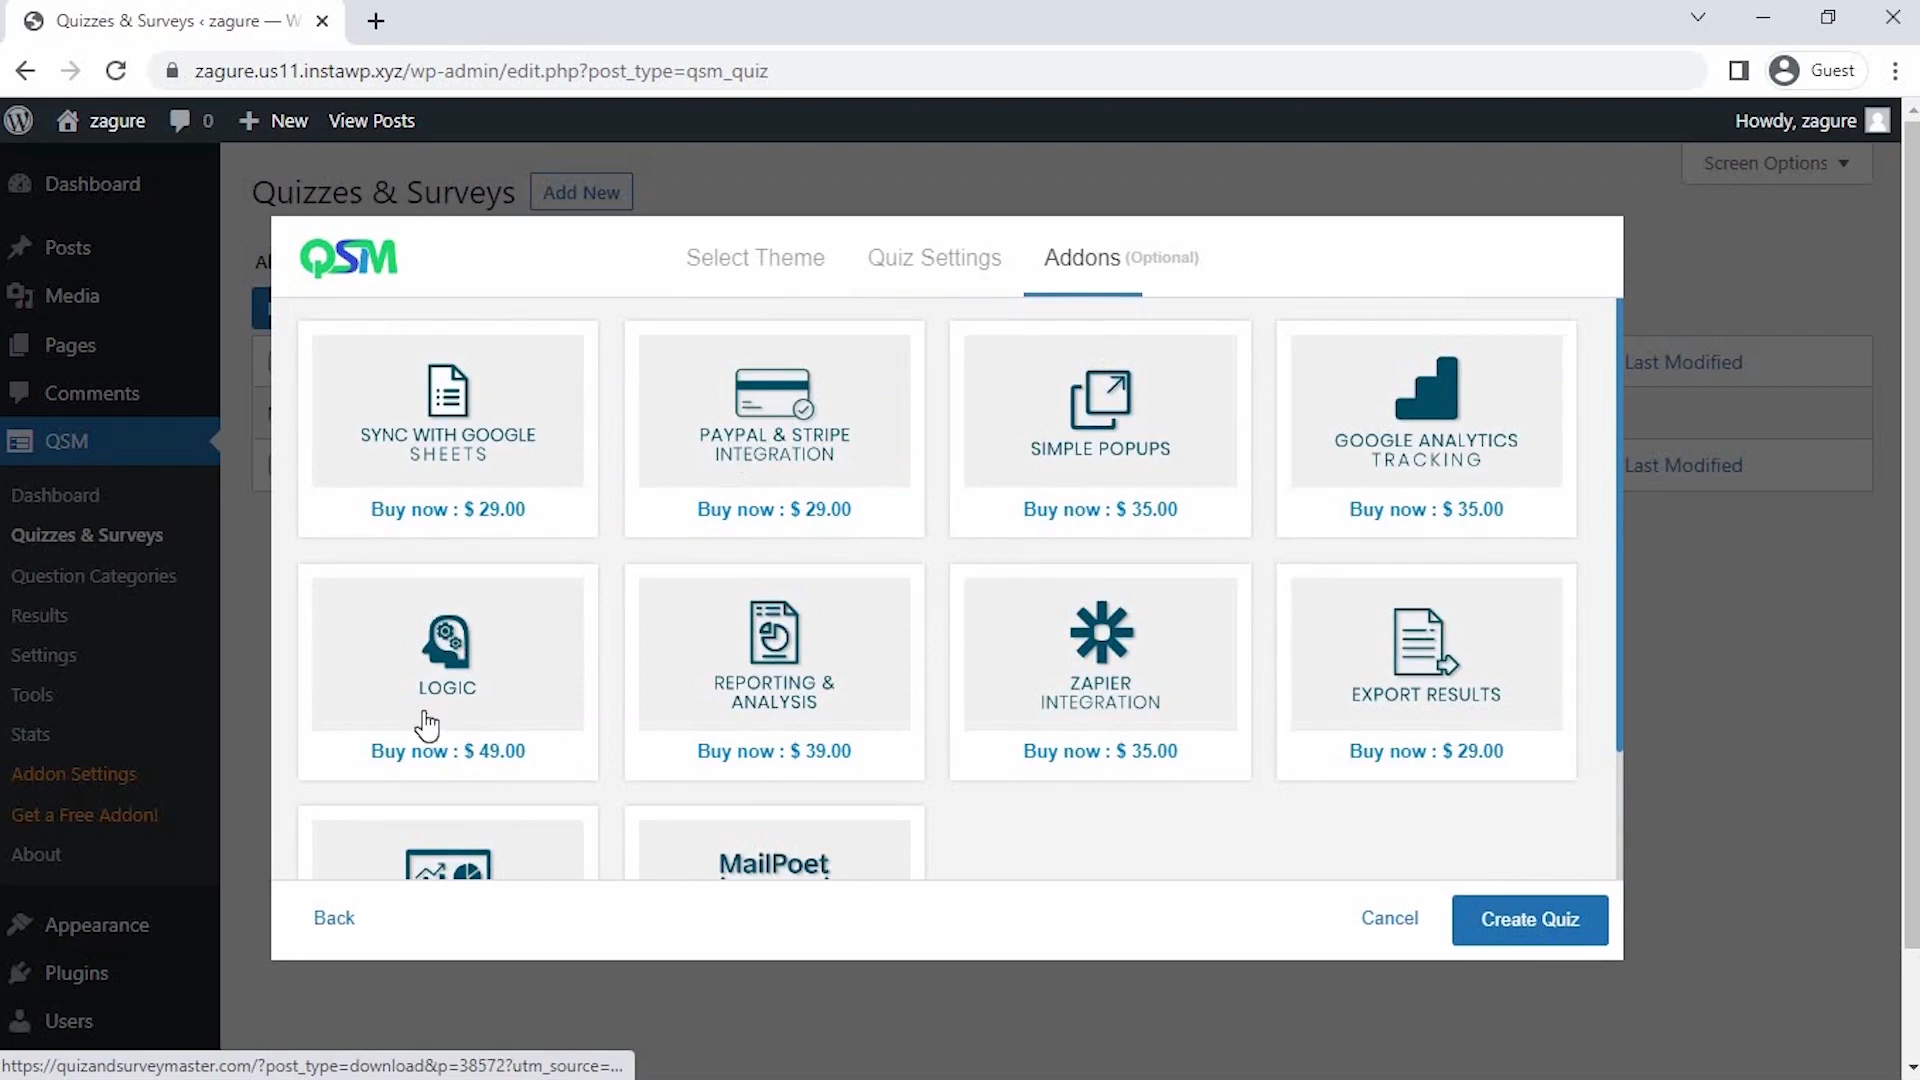 Quizzes & Surveys ‹ zagure — W
zagure.us11.instawp.xyz/wp-admin/edit.php?post_type=qsm_quiz
Guest
zagure
0
New
View Posts
Howdy, zagure
Dashboard
Posts
Media
Pages
Comments
QSM
Dashboard
Quizzes & Surveys
Question Categories
Results
Settings
Tools
Stats
Addon Settings
Get a Free Addon!
About
Appearance
Plugins
Users
Quizzes & Surveys
Add New
Screen Options
Last Modified
Last Modified
QSM
Select Theme
Quiz Settings
Addons (Optional)
SYNC WITH GOOGLE
SHEETS
Buy now : $ 29.00
PAYPAL & STRIPE
INTEGRATION
Buy now : $ 29.00
SIMPLE POPUPS
Buy now : $ 35.00
GOOGLE ANALYTICS
TRACKING
Buy now : $ 35.00
LOGIC
Buy now : $ 49.00
REPORTING &
ANALYSIS
Buy now : $ 39.00
ZAPIER
INTEGRATION
Buy now : $ 35.00
EXPORT RESULTS
Buy now : $ 29.00
MailPoet
Back
Cancel
Create Quiz
https://quizandsurveymaster.com/?post_type=download&p=38572?utm_source=...